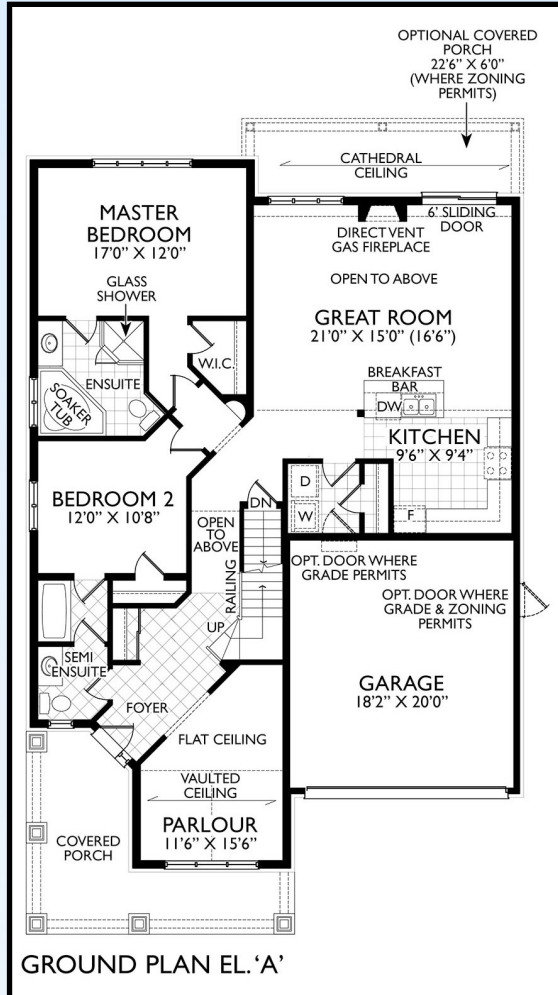 OPTIONAL COVERED
PORCH
22'6" X 6'0"
(WHERE ZONING
PERMITS)
CATHEDRAL
CEILING
6' SLIDING
DOOR
DIRECT VENT
GAS FIREPLACE
MASTER
BEDROOM
17'0" X 12'0"
OPEN TO ABOVE
GLASS
SHOWER
GREAT ROOM
21'0" X 15'0" (16'6")
W.I.C.
ENSUITE
SOAKER
TUB
BREAKFAST
BAR
DW
KITCHEN
9'6" X 9'4"
BEDROOM 2
12'0" X 10'8"
D
W
F
DN
OPEN
TO
ABOVE
RAILING
UP
OPT. DOOR WHERE
GRADE PERMITS
OPT. DOOR WHERE
GRADE & ZONING
PERMITS
SEMI
ENSUITE
FOYER
GARAGE
18'2" X 20'0"
FLAT CEILING
VAULTED
CEILING
PARLOUR
11'6" X 15'6"
COVERED
PORCH
GROUND PLAN EL. 'A'